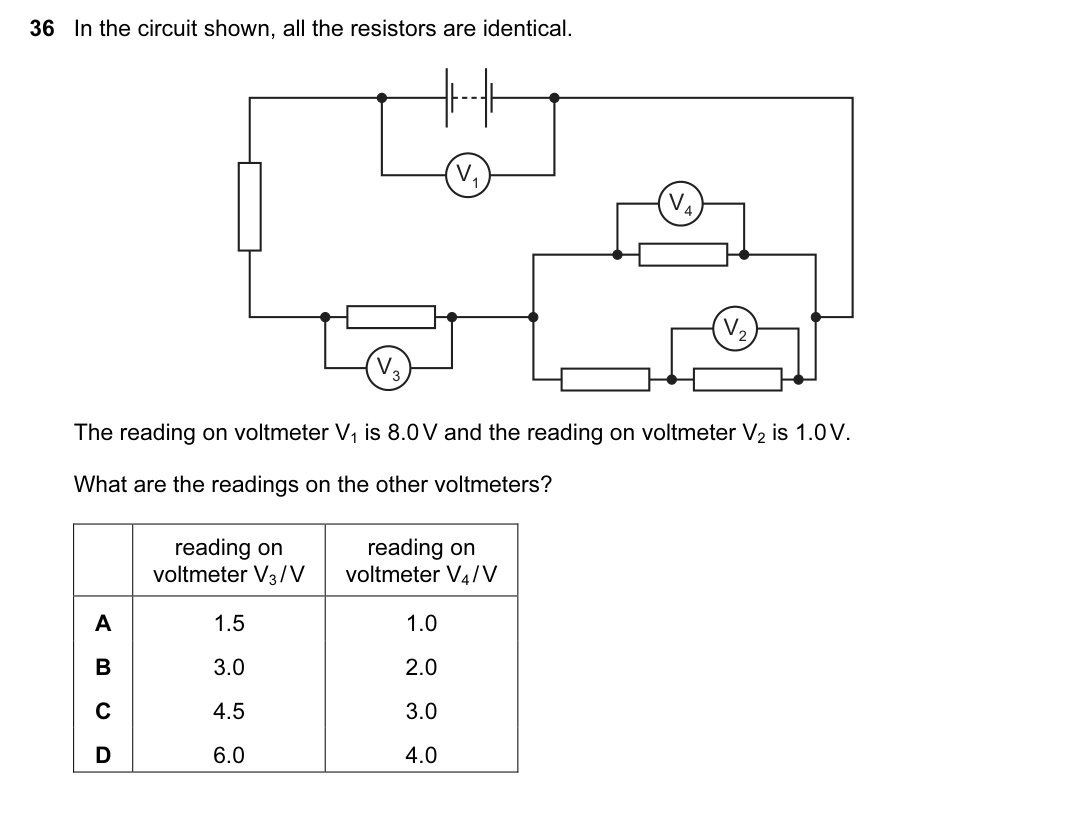 36 In the circuit shown, all the resistors are identical.
V1
V4
V2
V3
The reading on voltmeter V1 is 8.0 V and the reading on voltmeter V2 is 1.0 V.
What are the readings on the other voltmeters?
reading on voltmeter V3 / V
reading on voltmeter V4 / V
A 1.5 1.0
B 3.0 2.0
C 4.5 3.0
D 6.0 4.0